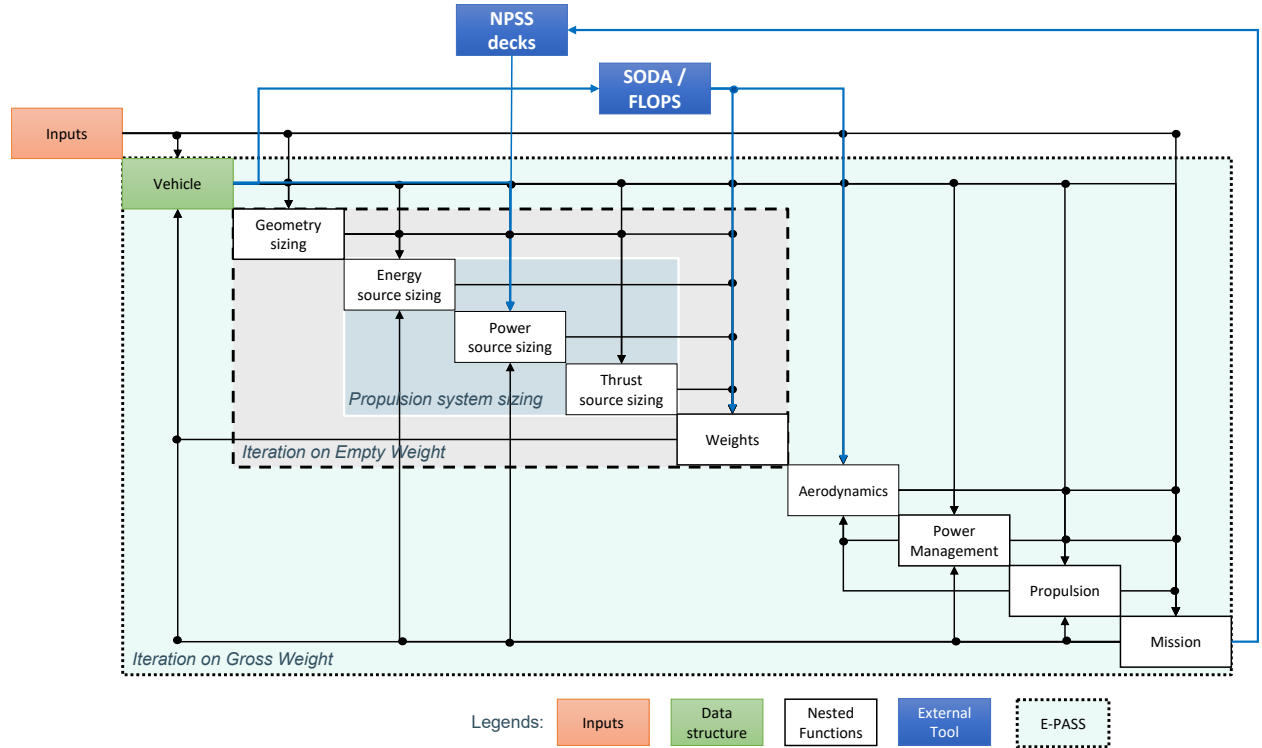 NPSS
decks
SODA /
FLOPS
Inputs
Vehicle
Geometry
sizing
Energy
source sizing
Power
source sizing
Thrust
source sizing
Propulsion system sizing
Weights
Iteration on Empty Weight
Aerodynamics
Power
Management
Propulsion
Mission
Iteration on Gross Weight
Legends:
Inputs
Data
structure
Nested
Functions
External
Tool
E-PASS